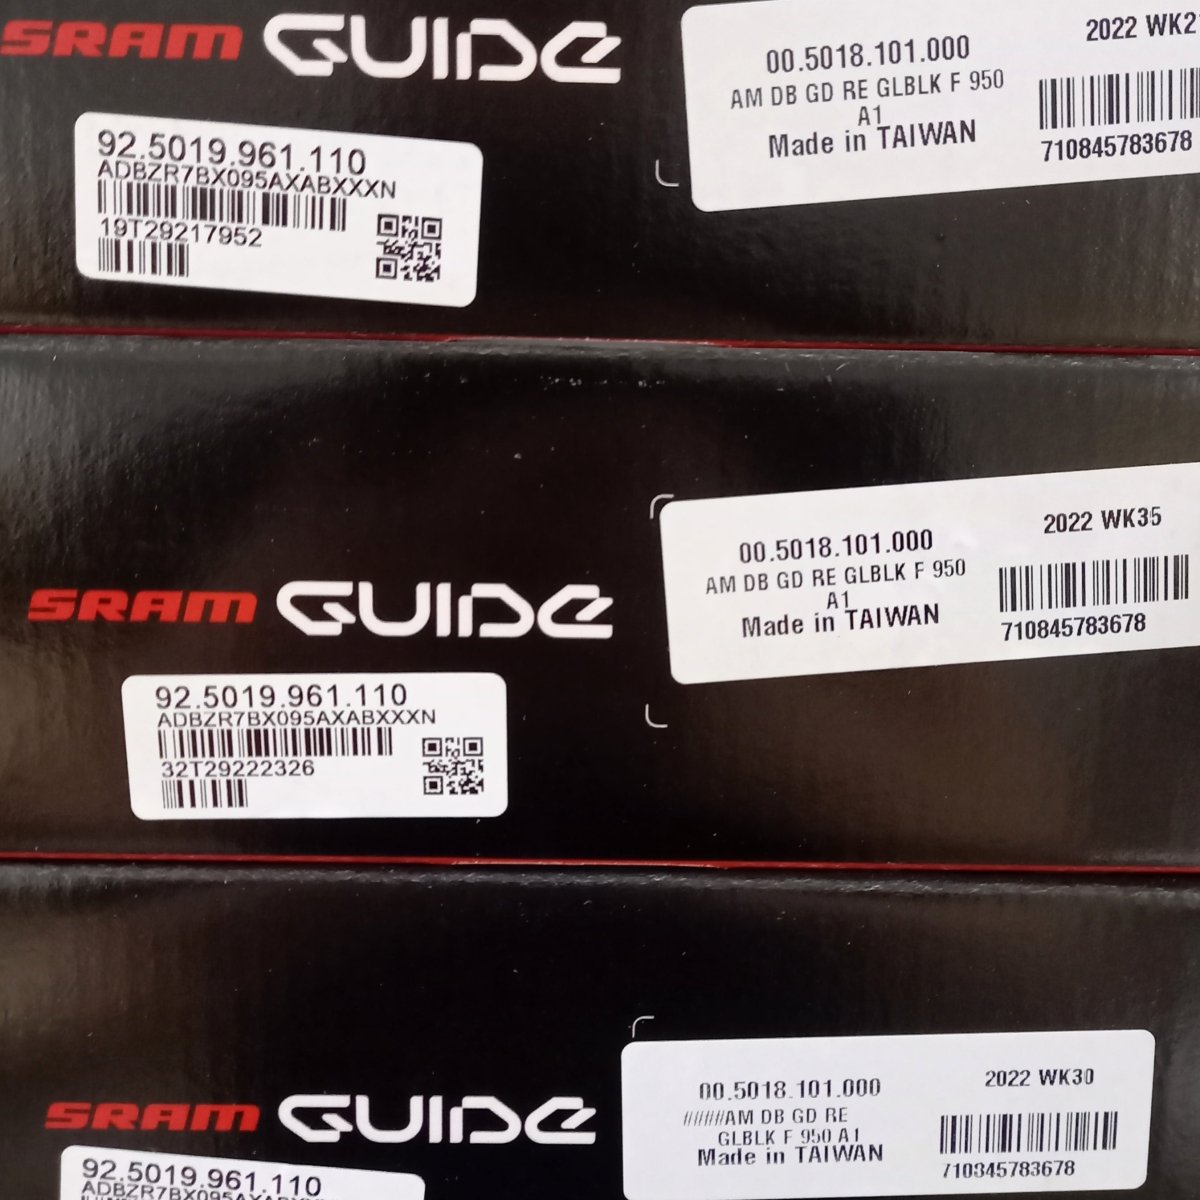 SRAM GUIDE
92.5019.961.110
ADBZR7BX095AXABXXXN
19T29217952
00.5018.101.000
AM DB GD RE GLBLK F 950
A1
Made in TAIWAN
2022 WK2
710845783678
SRAM GUIDE
92.5019.961.110
ADBZR7BX095AXABXXXN
32T29222326
00.5018.101.000
AM DB GD RE GLBLK F 950
A1
Made in TAIWAN
2022 WK35
710845783678
SRAM GUIDE
92.5019.961.110
00.5018.101.000
####AM DB GD RE
GLBLK F 950 A1
Made in TAIWAN
2022 WK30
710845783678